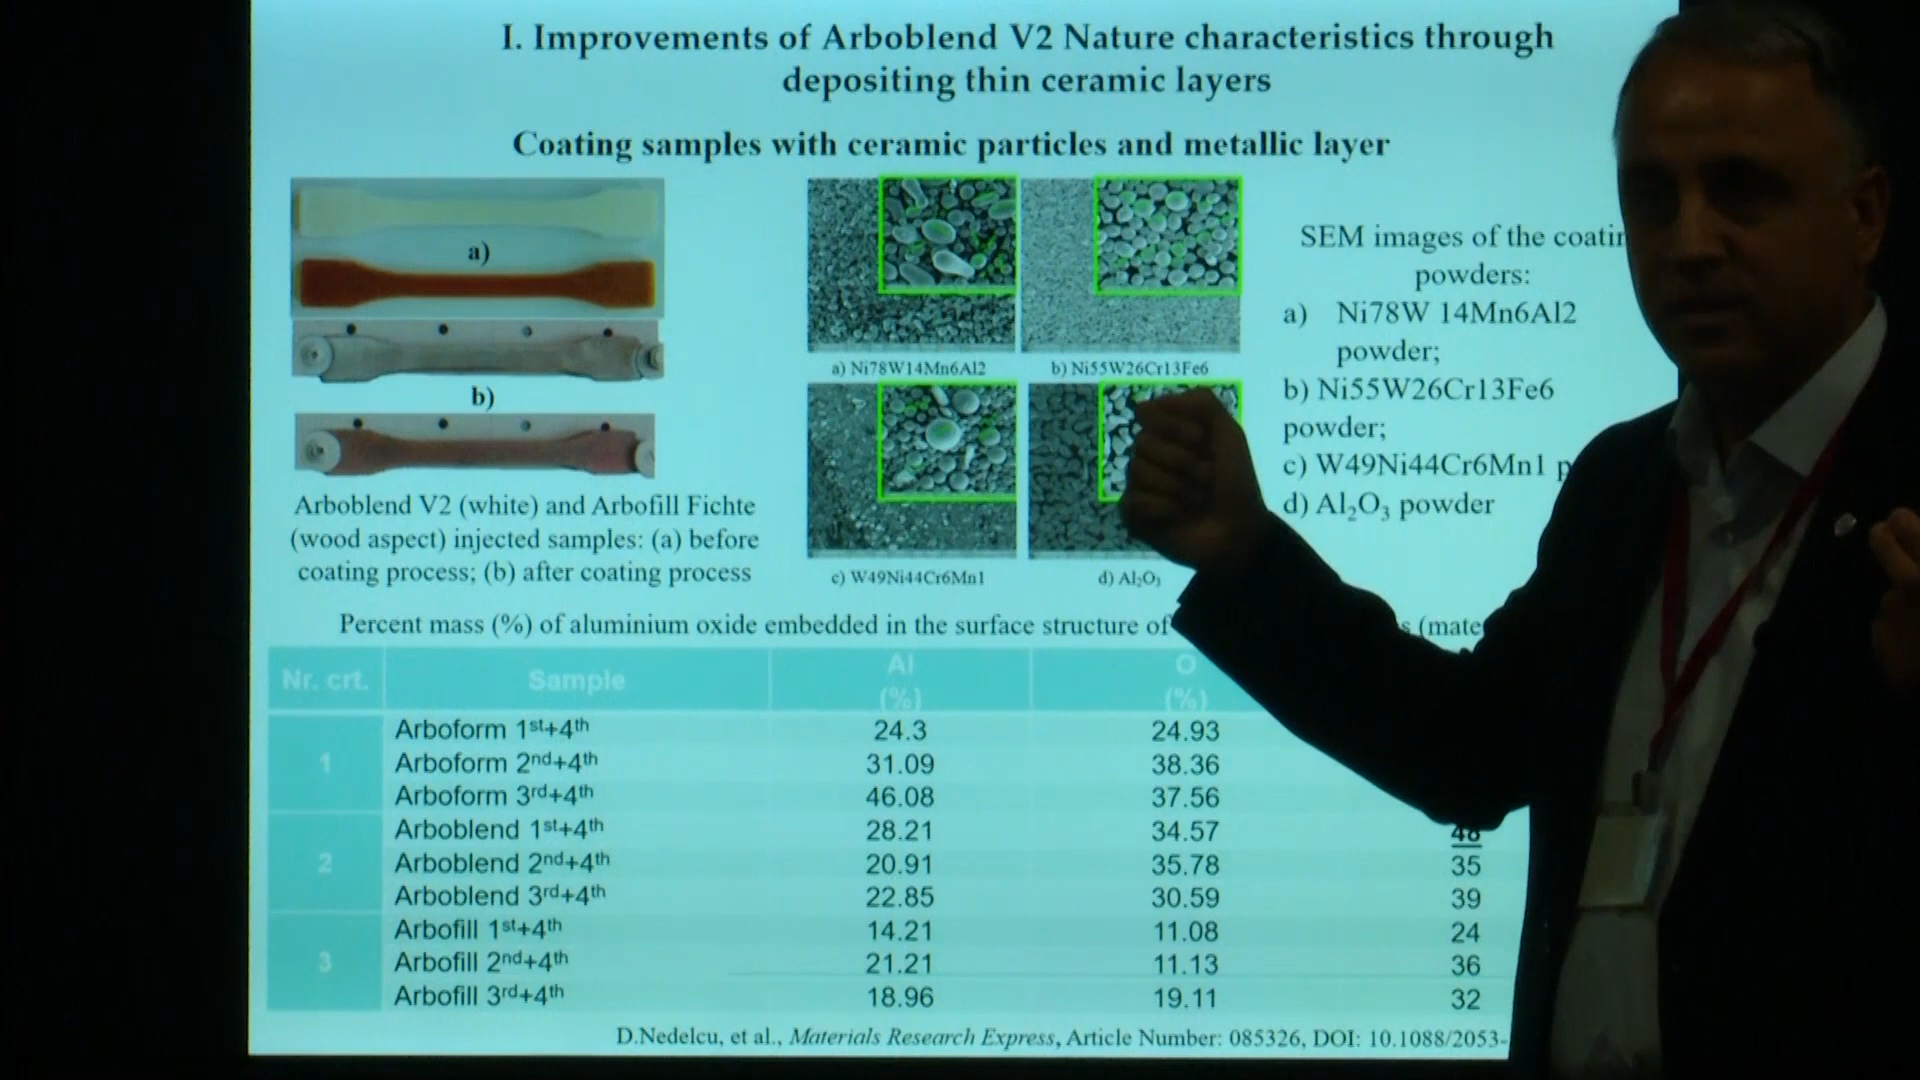 I. Improvements of Arboblend V2 Nature characteristics through
depositing thin ceramic layers
Coating samples with ceramic particles and metallic layer
a)
b)
Arboblend V2 (white) and Arbofill Fichte
(wood aspect) injected samples: (a) before
coating process; (b) after coating process
a) Ni78W14Mn6Al2
b) Ni55W26Cr13Fe6
c) W49Ni44Cr6Mn1
d) Al₂O₃
SEM images of the
powders:
a) Ni78W 14Mn6Al2
powder;
b) Ni55W26Cr13Fe6
powder;
c) W49Ni44Cr6Mn1
d) Al₂O₃ powder
Percent mass (%) of aluminium oxide embedded in the surface structure of
Nr. crt. Sample Al (%) O (%)
1
Arboform 1st+4th 24.3 24.93
Arboform 2nd+4th 31.09 38.36
Arboform 3rd+4th 46.08 37.56
2
Arboblend 1st+4th 28.21 34.57 48
Arboblend 2nd+4th 20.91 35.78 35
Arboblend 3rd+4th 22.85 30.59 39
3
Arbofill 1st+4th 14.21 11.08 24
Arbofill 2nd+4th 21.21 11.13 36
Arbofill 3rd+4th 18.96 19.11 32
D.Nedelcu, et al., Materials Research Express, Article Number: 085326, DOI: 10.1088/2053-